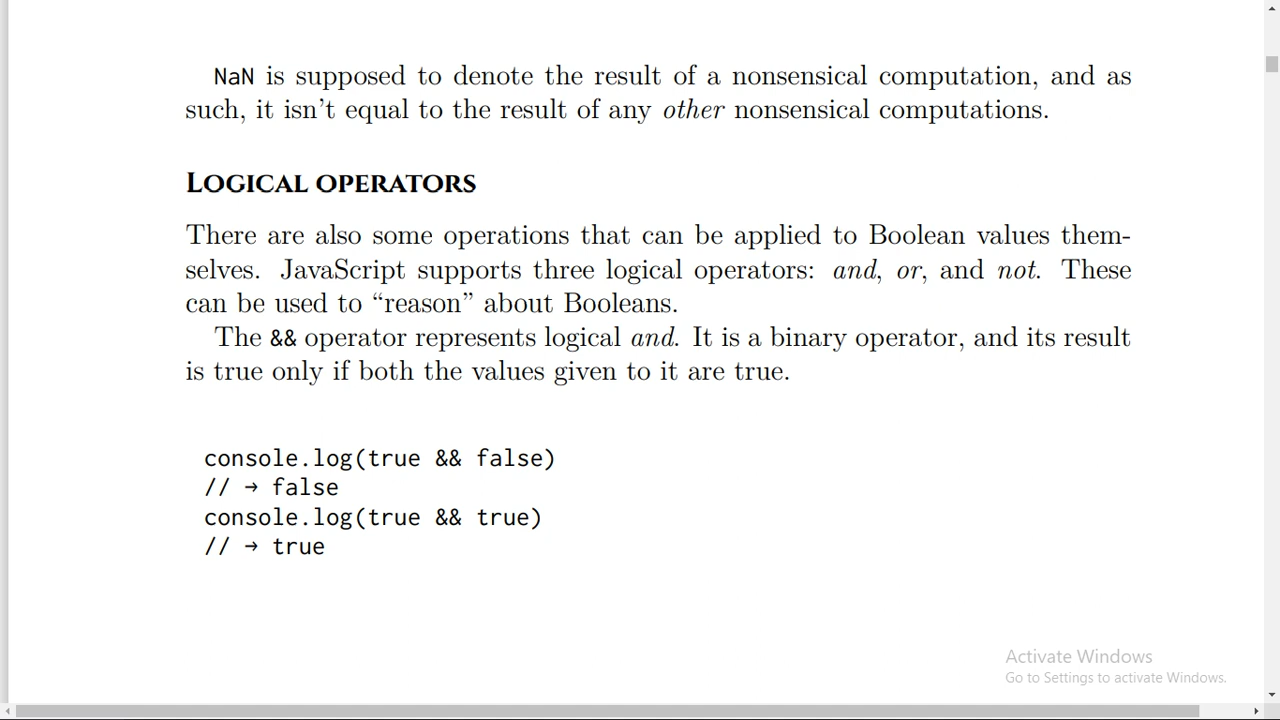 NaN is supposed to denote the result of a nonsensical computation, and as
such, it isn’t equal to the result of any other nonsensical computations.
LOGICAL OPERATORS
There are also some operations that can be applied to Boolean values them-
selves. JavaScript supports three logical operators: and, or, and not. These
can be used to “reason” about Booleans.
The && operator represents logical and. It is a binary operator, and its result
is true only if both the values given to it are true.
console.log(true && false)
// → false
console.log(true && true)
// → true
Activate Windows
Go to Settings to activate Windows.